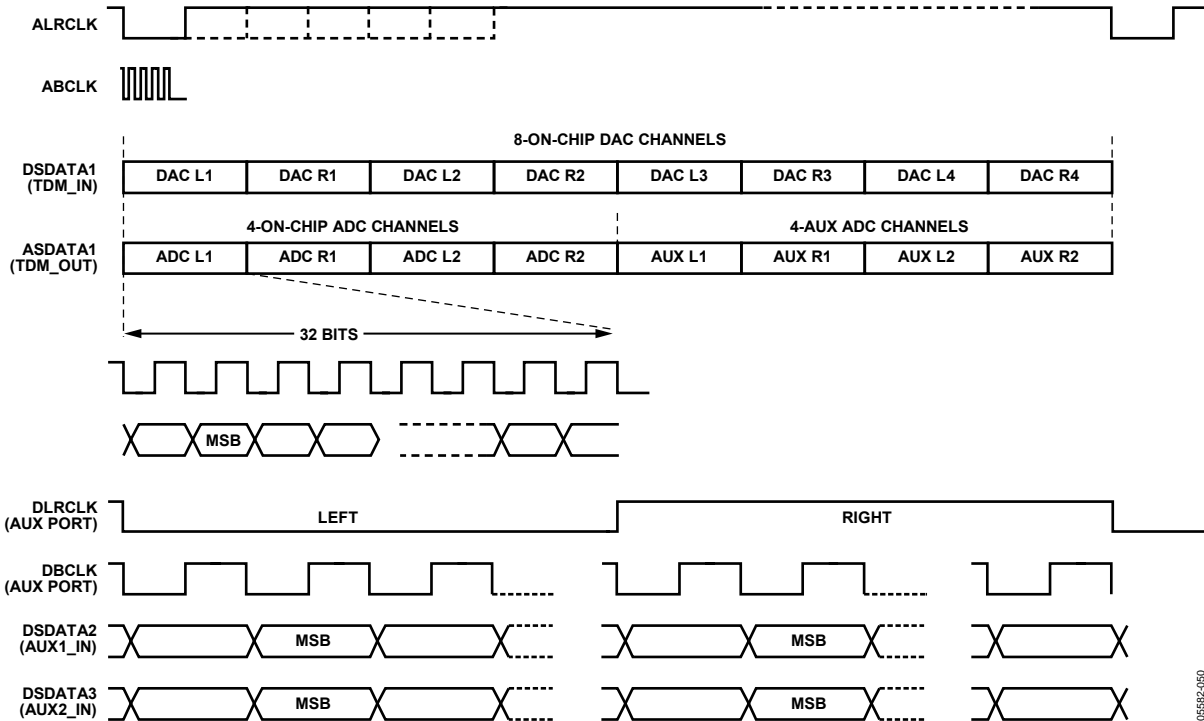 ALRCLK
ABCLK
8-ON-CHIP DAC CHANNELS
DSDATA1
(TDM_IN)
DAC L1 DAC R1 DAC L2 DAC R2 DAC L3 DAC R3 DAC L4 DAC R4
4-ON-CHIP ADC CHANNELS 4-AUX ADC CHANNELS
ASDATA1
(TDM_OUT)
ADC L1 ADC R1 ADC L2 ADC R2 AUX L1 AUX R1 AUX L2 AUX R2
32 BITS
MSB
DLRCLK
(AUX PORT)
LEFT RIGHT
DBCLK
(AUX PORT)
DSDATA2
(AUX1_IN)
MSB MSB
DSDATA3
(AUX2_IN)
MSB MSB
05582-050